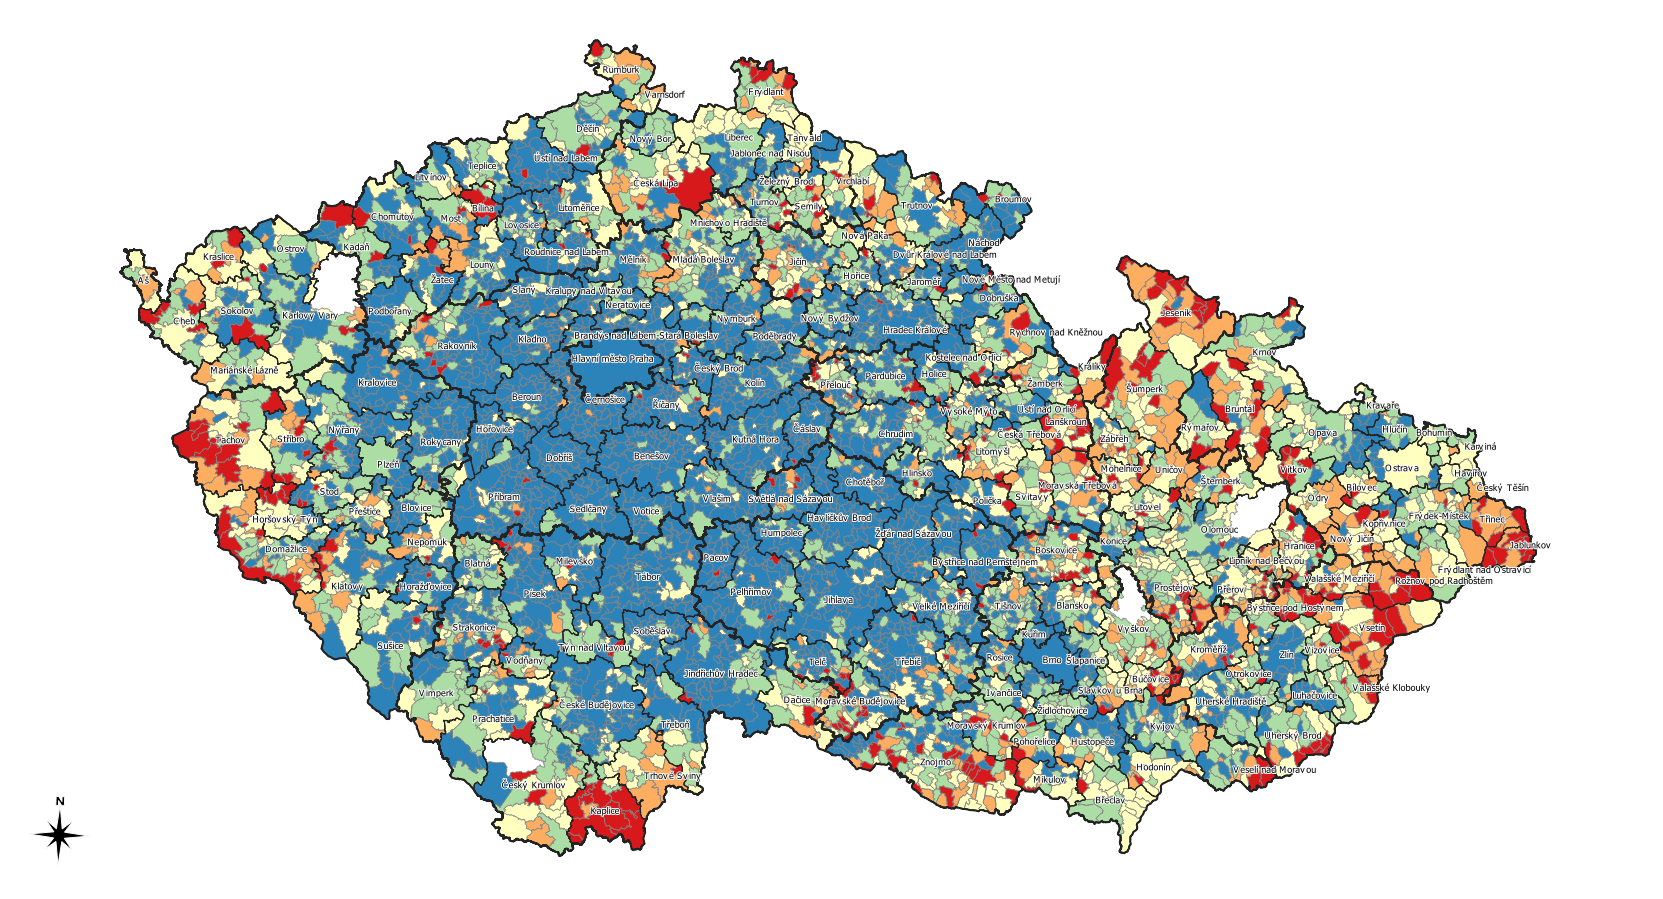 Rumburk
Varnsdorf
Frýdlant
Děčín
Nový Bor
Liberec
Tanvald
Jablonec nad Nisou
Ústí nad Labem
Teplice
Litvínov
Česká Lípa
Železný Brod
Vrchlabí
Turnov
Semily
Trutnov
Broumov
Litoměřice
Bílina
Most
Chomutov
Lovosice
Mnichovo Hradiště
Nová Paka
Náchod
Kadaň
Ostrov
Kraslice
Roudnice nad Labem
Mělník
Mladá Boleslav
Jičín
Dvůr Králové nad Labem
Louny
Žatec
Hořice
Jaroměř
Nové Město nad Metují
Aš
Slaný
Kralupy nad Vltavou
Dobruška
Neratovice
Podbořany
Sokolov
Karlovy Vary
Cheb
Nymburk
Nový Bydžov
Jeseník
Hradec Králové
Rychnov nad Kněžnou
Kladno
Brandýs nad Labem-Stará Boleslav
Poděbrady
Rakovník
Hlavní město Praha
Kostelec nad Orlicí
Krnov
Mariánské Lázně
Český Brod
Králíky
Pardubice
Holice
Kralovice
Kolín
Přelouč
Žamberk
Šumperk
Beroun
Černošice
Říčany
Vysoké Mýto
Ústí nad Orlicí
Bruntál
Kravaře
Lanškroun
Rýmařov
Hořovice
Čáslav
Chrudim
Česká Třebová
Zábřeh
Opava
Hlučín
Bohumín
Tachov
Stříbro
Nýřany
Rokycany
Kutná Hora
Karviná
Litomyšl
Dobříš
Benešov
Plzeň
Mohelnice
Uničov
Vítkov
Ostrava
Havířov
Hlinsko
Chotěboř
Šternberk
Moravská Třebová
Bílovec
Český Těšín
Stod
Příbram
Vlašim
Světlá nad Sázavou
Polička
Svitavy
Odry
Přeštice
Blovice
Sedlčany
Votice
Litovel
Horšovský Týn
Havlíčkův Brod
Frýdek-Místek
Třinec
Kopřivnice
Humpolec
Žďár nad Sázavou
Olomouc
Nový Jičín
Nepomuk
Konice
Domažlice
Boskovice
Hranice
Jablunkov
Blatná
Milevsko
Pacov
Bystřice nad Pernštejnem
Lipník nad Bečvou
Frýdlant nad Ostravicí
Tábor
Valašské Meziříčí
Rožnov pod Radhoštěm
Klatovy
Horažďovice
Písek
Pelhřimov
Prostějov
Přerov
Jihlava
Velké Meziříčí
Tišnov
Blansko
Bystřice pod Hostýnem
Strakonice
Soběslav
Vyškov
Vsetín
Kuřim
Sušice
Týn nad Vltavou
Kroměříž
Zlín
Vizovice
Vodňany
Telč
Třebíč
Rosice
Brno
Šlapanice
Jindřichův Hradec
Otrokovice
Bučovice
Vimperk
Slavkov u Brna
Valašské Klobouky
Ivančice
Luhačovice
Dačice
Moravské Budějovice
Uherské Hradiště
České Budějovice
Židlochovice
Prachatice
Třeboň
Moravský Krumlov
Kyjov
Uherský Brod
Pohořelice
Hustopeče
Znojmo
Hodonín
Veselí nad Moravou
Trhové Sviny
Mikulov
Český Krumlov
Břeclav
Kaplice
N